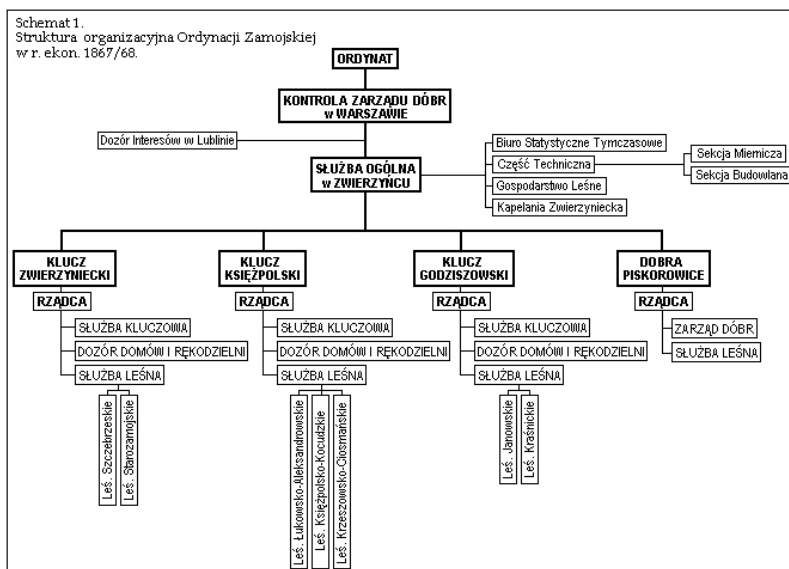 Schemat 1.
Struktura organizacyjna Ordynacji Zamojskiej
w r. ekon. 1867/68.
ORDYNAT
KONTROLA ZARZĄDU DÓBR
w WARSZAWIE
Dozór Interesów w Lublinie
SŁUŻBA OGÓLNA
w ZWIERZYŃCU
Biuro Statystyczne Tymczasowe
Część Techniczna
Gospodarstwo Leśne
Kapelania Zwierzyniecka
Sekcja Miernicza
Sekcja Budowlana
KLUCZ
ZWIERZYNIECKI
RZĄDCA
SŁUŻBA KLUCZOWA
DOZÓR DOMÓW I RĘKODZIELNI
SŁUŻBA LEŚNA
Leś. Szczebrzeskie
Leś. Starozamojskie
KLUCZ
KSIĘŻPOLSKI
RZĄDCA
SŁUŻBA KLUCZOWA
DOZÓR DOMÓW I RĘKODZIELNI
SŁUŻBA LEŚNA
Leś. Łukowsko-Aleksandrowskie
Leś. Księżpolsko-Kocudzkie
Leś. Krzeszowsko-Ciosmańskie
KLUCZ
GODZISZOWSKI
RZĄDCA
SŁUŻBA KLUCZOWA
DOZÓR DOMÓW I RĘKODZIELNI
SŁUŻBA LEŚNA
Leś. Janowskie
Leś. Kraśnickie
DOBRA
PISKOROWICE
RZĄDCA
ZARZĄD DÓBR
SŁUŻBA LEŚNA